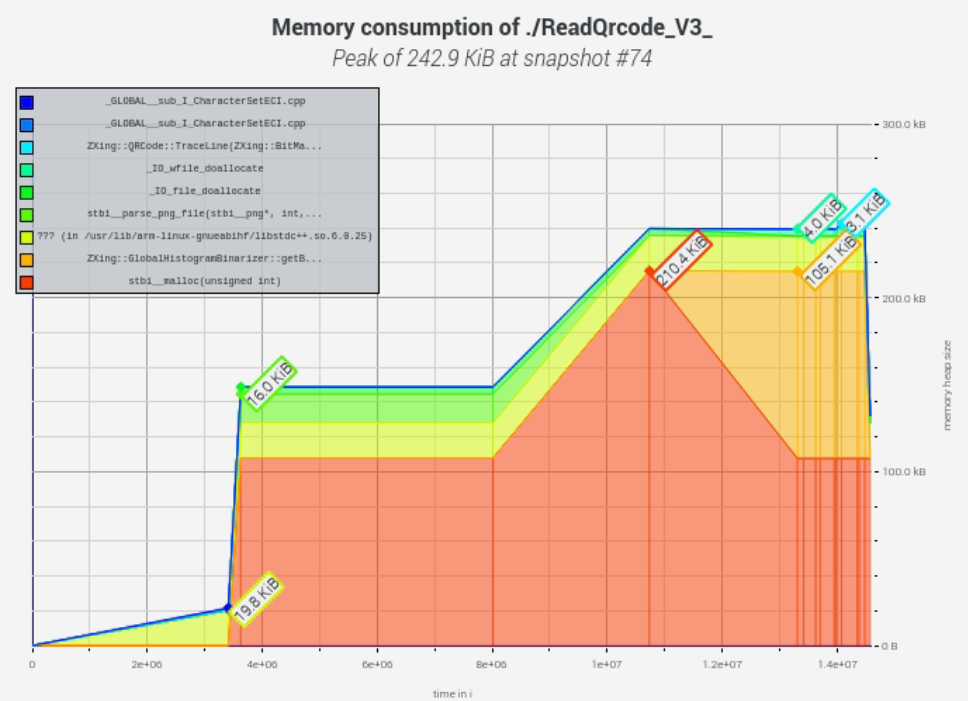 Memory consumption of ./ReadQrcode_V3_
Peak of 242.9 KiB at snapshot #74
_GLOBAL__sub_I_CharacterSetECI.cpp
_GLOBAL__sub_I_CharacterSetECI.cpp
ZXing::QRCode::TraceLine(ZXing::BitMa...
_IO_wfile_doallocate
_IO_file_doallocate
stbi__parse_png_file(stbi__png*, int,...
??? (in /usr/lib/arm-linux-gnueabihf/libstdc++.so.6.0.25)
ZXing::GlobalHistogramBinarizer::getB...
stbi__malloc(unsigned int)
300.0 kB
4.0 KiB
3.1 KiB
210.4 KiB
105.1 KiB
200.0 kB
16.0 KiB
memory heap size
100.0 kB
19.8 KiB
0 B
0
2e+06
4e+06
6e+06
8e+06
1e+07
1.2e+07
1.4e+07
time in i